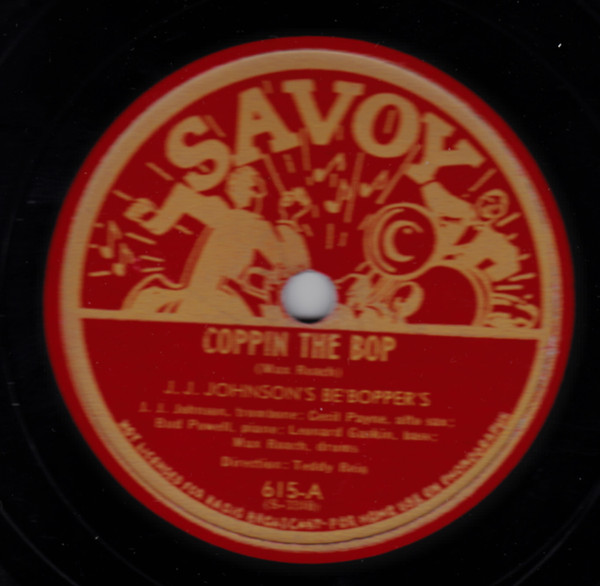 SAVOY
COPPIN THE BOP
(Max Roach)
J. J. JOHNSON'S BE'BOPPER'S
J. J. Johnson, trombone; Cecil Payne, alto sax;
Bud Powell, piano; Leonard Gaskin, bass;
Max Roach, drums
Direction: Teddy Reig
615-A
NOT LICENSED FOR RADIO BROADCAST-FOR HOME USE ON PHONOGRAPH